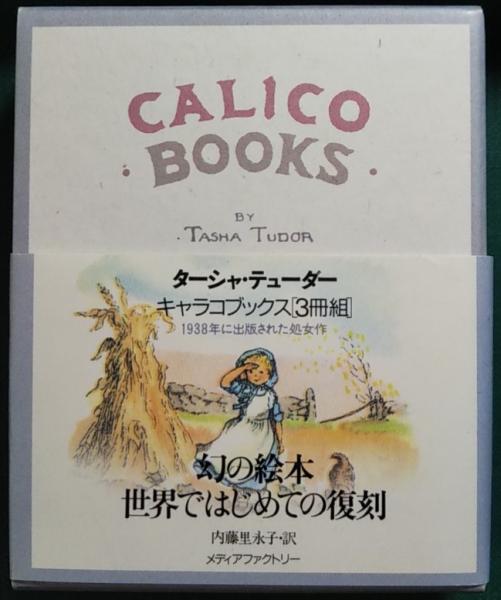 CALICO
·BOOKS·
BY
·TASHA TUDOR
ターシャ・テューダー
キャラコブックス[3冊組]
1938年に出版された処女作
幻の絵本
世界ではじめての復刻
内藤里永子・訳
メディアファクトリー